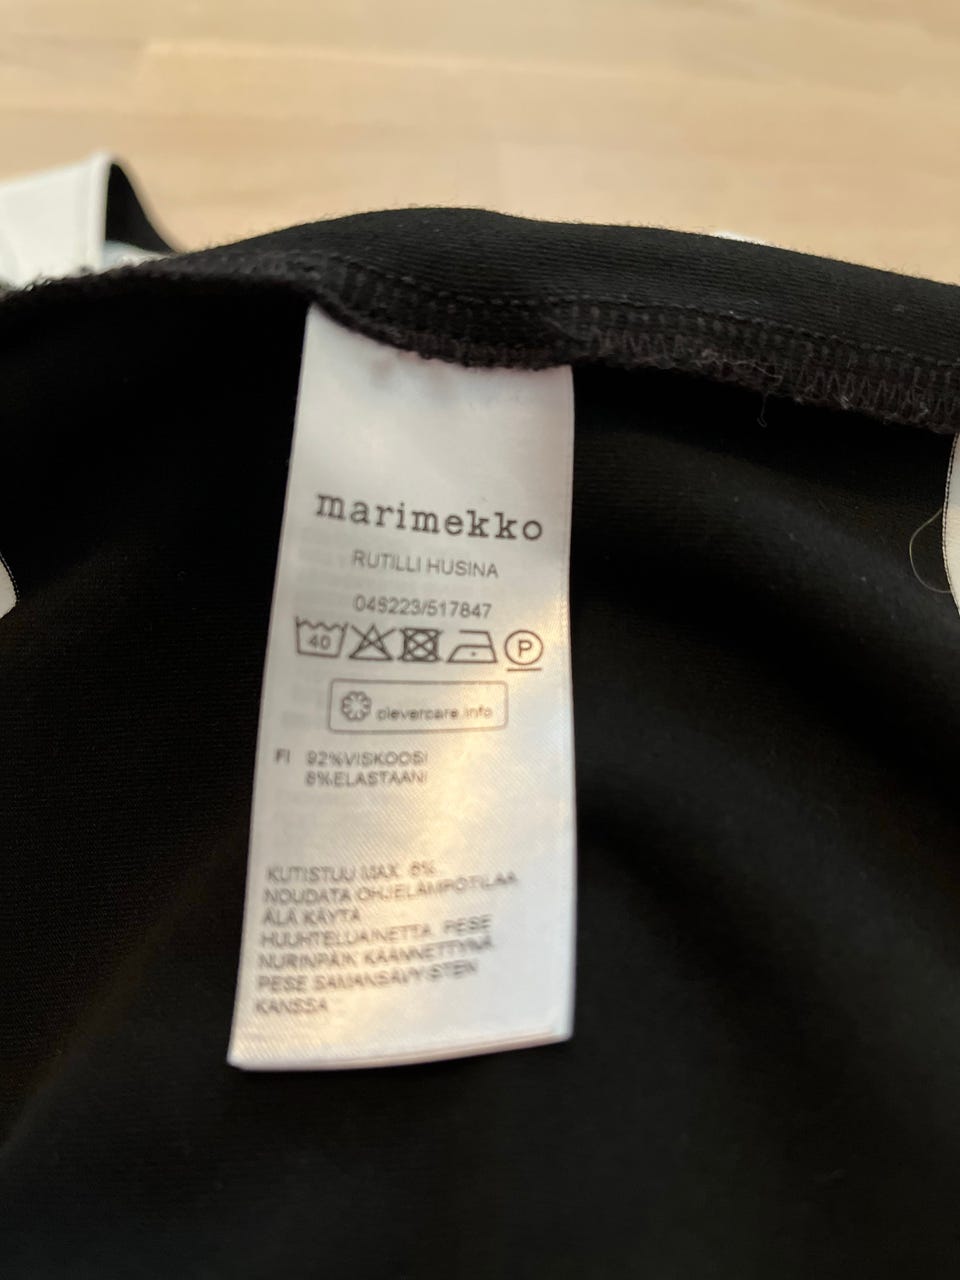 marimekko
RUTILLI HUSINA
049223/517847
40 P
clevercare.info
FI 92%VISKOOSI
8%ELASTAANI
KUTISTUU MAX. 6%.
NOUDATA OHJELÄMPÖTILAA
ÄLÄ KÄYTÄ
HUUHTELUAINETTA. PESE
NURINPÄIN KÄÄNNETTYNÄ
PESE SAMANSÄVYISTEN
KANSSA